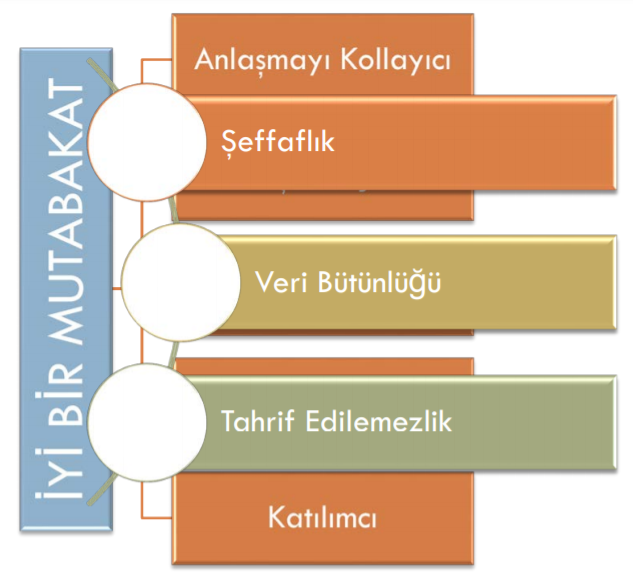 İYİ BİR MUTABAKAT
Anlaşmayı Kollayıcı
Şeffaflık
Veri Bütünlüğü
Tahrif Edilemezlik
Katılımcı